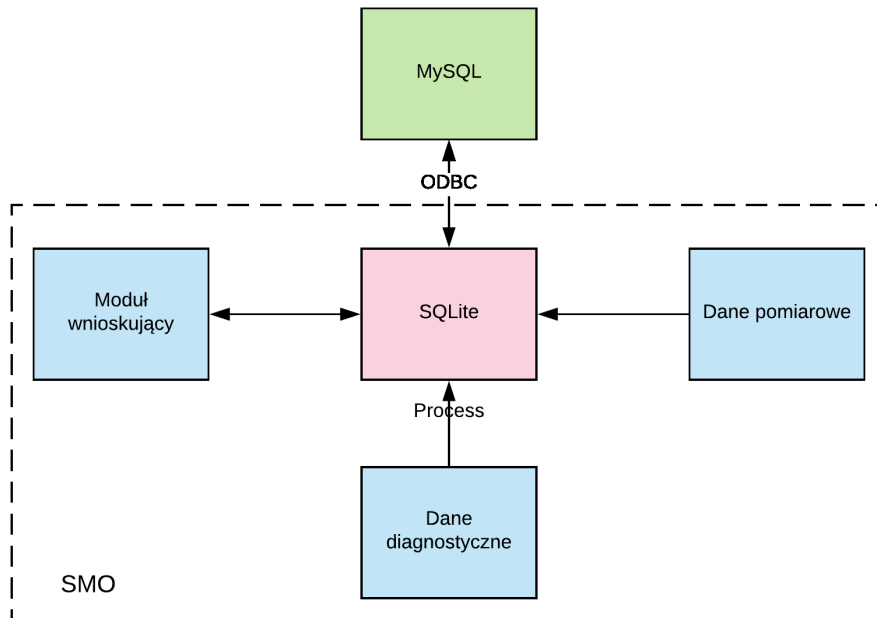 MySQL
ODBC
Moduł
wnioskujący
SQLite
Dane pomiarowe
Process
Dane
diagnostyczne
SMO